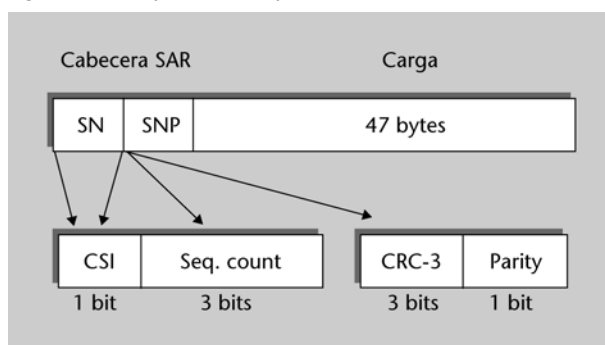 Cabecera SAR Carga
SN SNP 47 bytes
CSI Seq. count CRC-3 Parity
1 bit 3 bits 3 bits 1 bit